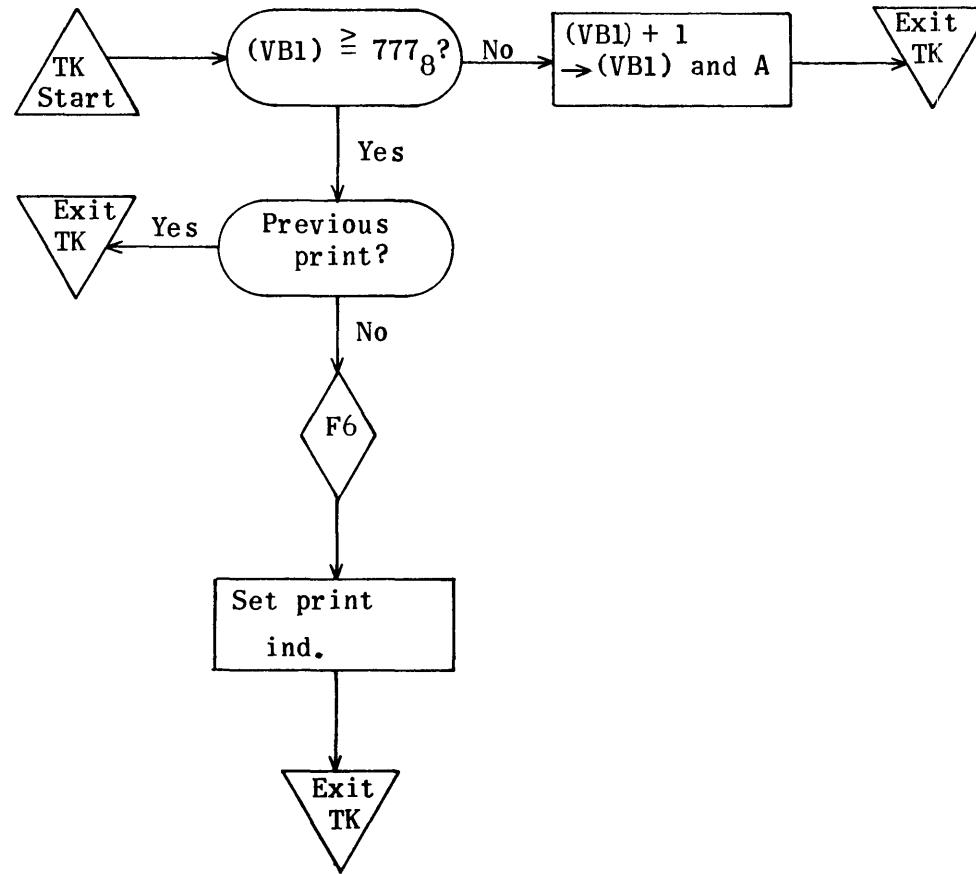 TK
Start
(VB1) ≧ 777₈?
No
(VB1) + 1
→(VB1) and A
Exit
TK
Yes
Exit
TK
Yes
Previous
print?
No
F6
Set print
ind.
Exit
TK